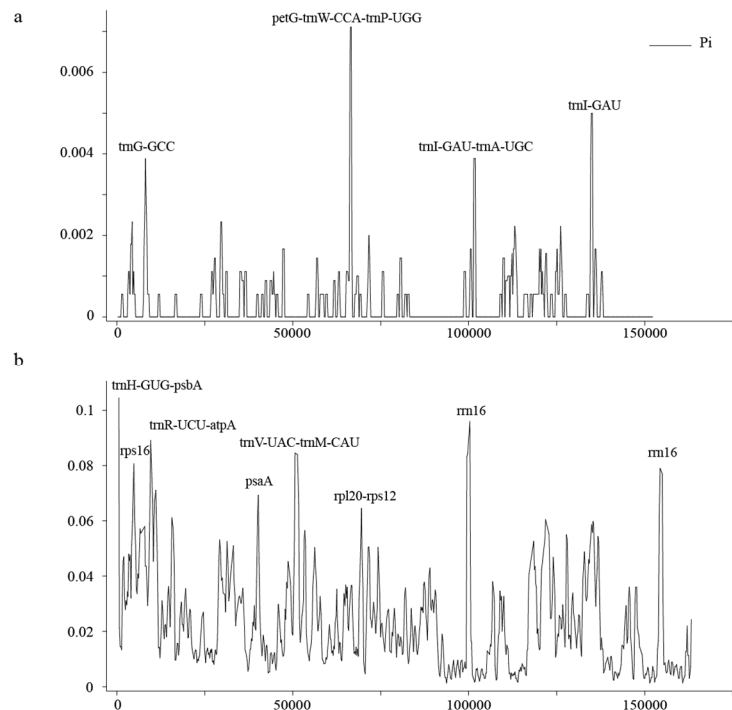 a
petG-trnW-CCA-trnP-UGG
Pi
0.006
trnI-GAU
0.004
trnG-GCC
trnI-GAU-trnA-UGC
0.002
0
0
50000
100000
150000
b
trnH-GUG-psbA
0.1
trnR-UCU-atpA
rrn16
rps16
trnV-UAC-trnM-CAU
rrn16
0.08
psaA
rpl20-rps12
0.06
0.04
0.02
0
0
50000
100000
150000